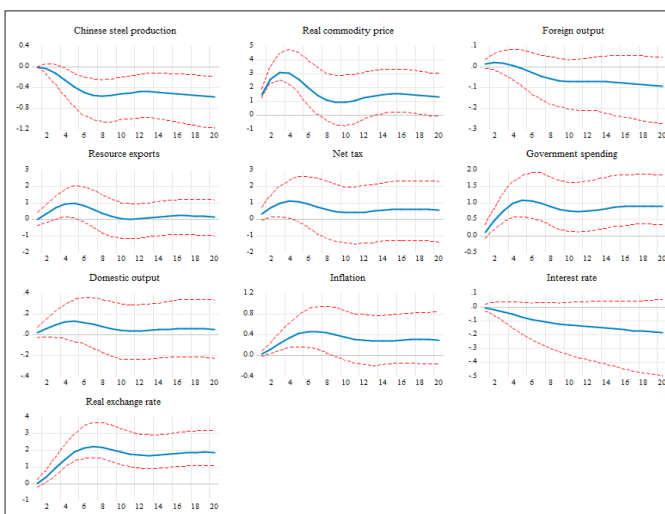 Chinese steel production
0.4
0.0
-0.4
-0.8
-1.2
2 4 6 8 10 12 14 16 18 20
Real commodity price
5
4
3
2
1
0
-1
2 4 6 8 10 12 14 16 18 20
Foreign output
.1
.0
-.1
-.2
-.3
2 4 6 8 10 12 14 16 18 20
Resource exports
3
2
1
0
-1
-2
2 4 6 8 10 12 14 16 18 20
Net tax
3
2
1
0
-1
-2
2 4 6 8 10 12 14 16 18 20
Government spending
2.0
1.5
1.0
0.5
0.0
-0.5
2 4 6 8 10 12 14 16 18 20
Domestic output
.4
.2
.0
-.2
-.4
2 4 6 8 10 12 14 16 18 20
Inflation
1.2
0.8
0.4
0.0
-0.4
2 4 6 8 10 12 14 16 18 20
Interest rate
.1
.0
-.1
-.2
-.3
-.4
-.5
2 4 6 8 10 12 14 16 18 20
Real exchange rate
4
3
2
1
0
-1
2 4 6 8 10 12 14 16 18 20